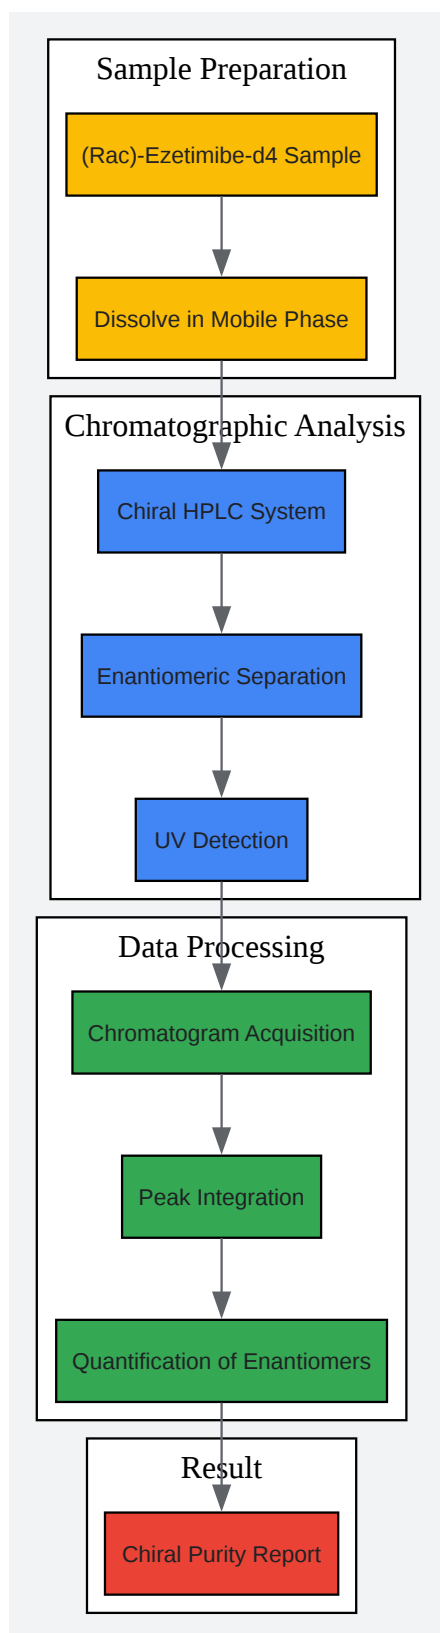 Sample Preparation
(Rac)-Ezetimibe-d4 Sample
Dissolve in Mobile Phase
Chromatographic Analysis
Chiral HPLC System
Enantiomeric Separation
UV Detection
Data Processing
Chromatogram Acquisition
Peak Integration
Quantification of Enantiomers
Result
Chiral Purity Report